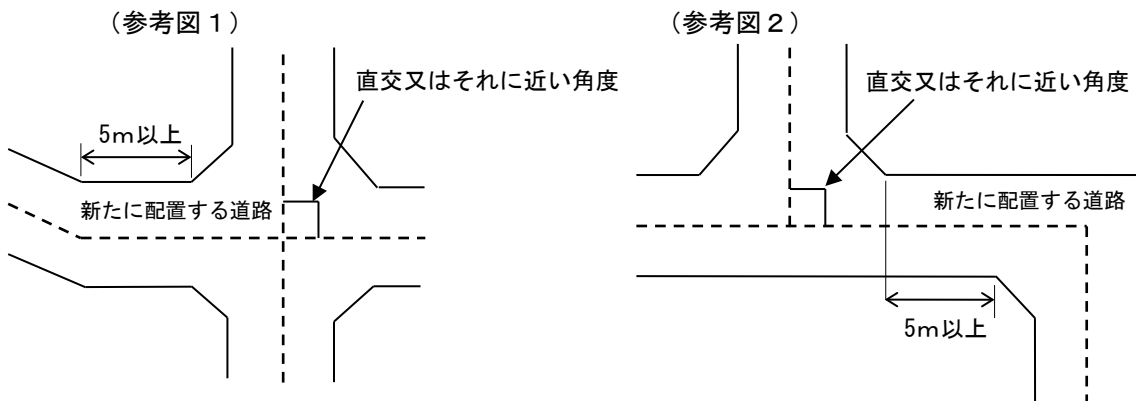 （参考図１）
直交又はそれに近い角度
5ｍ以上
新たに配置する道路
（参考図２）
直交又はそれに近い角度
新たに配置する道路
5ｍ以上